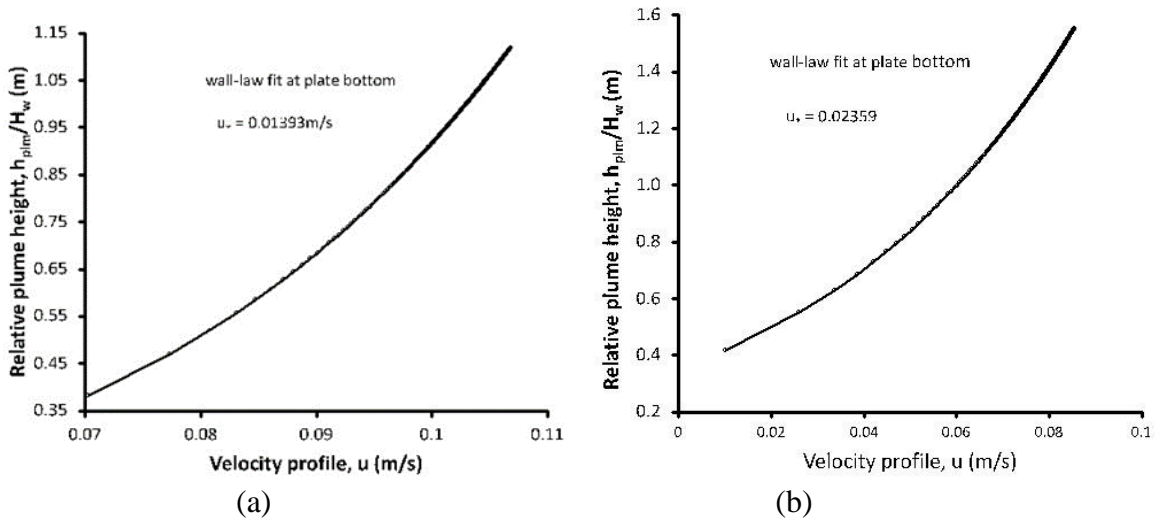 1.15
1.05
0.95
0.85
0.75
0.65
0.55
0.45
0.35
Relative plume height, hplm/Hw (m)
wall-law fit at plate bottom
u* = 0.01393m/s
0.07 0.08 0.09 0.1 0.11
Velocity profile, u (m/s)
(a)
1.6
1.4
1.2
1.0
0.8
0.6
0.4
0.2
Relative plume height, hplm/Hw (m)
wall-law fit at plate bottom
u* = 0.02359
0 0.02 0.04 0.06 0.08 0.1
Velocity profile, u (m/s)
(b)